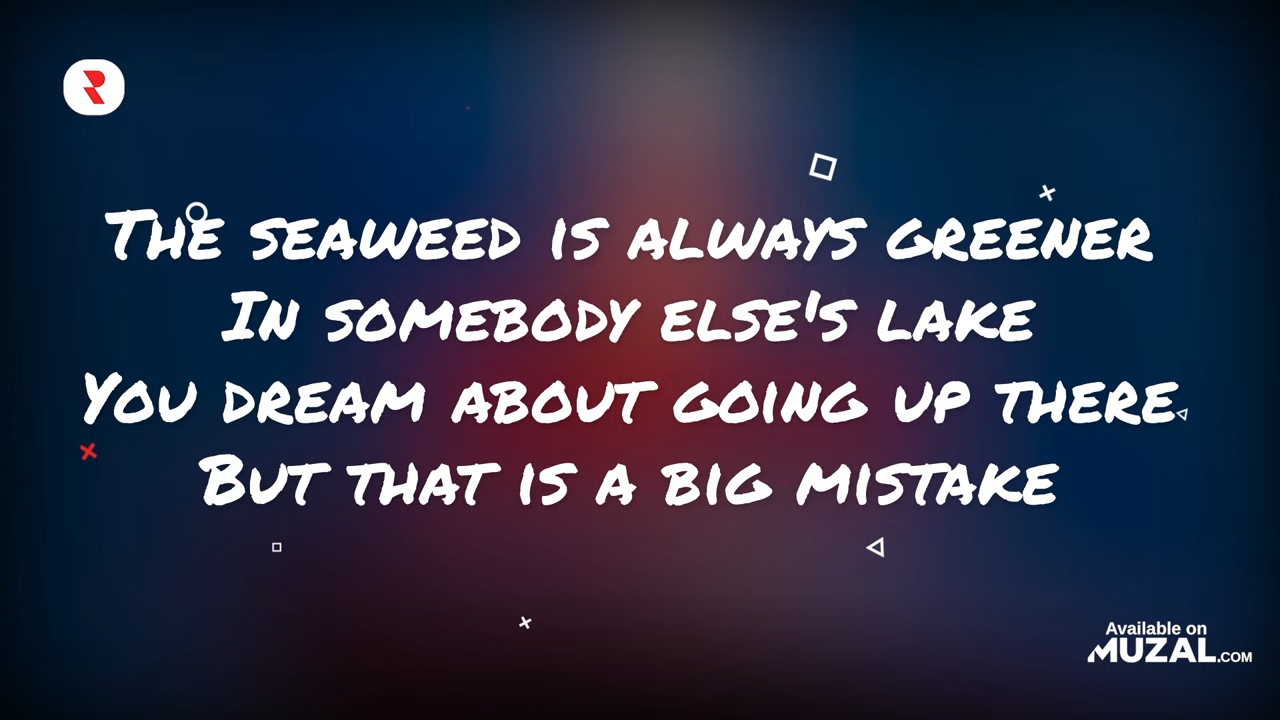 The seaweed is always greener
In somebody else's lake
You dream about going up there
But that is a big mistake
Available on
MUZAL.COM